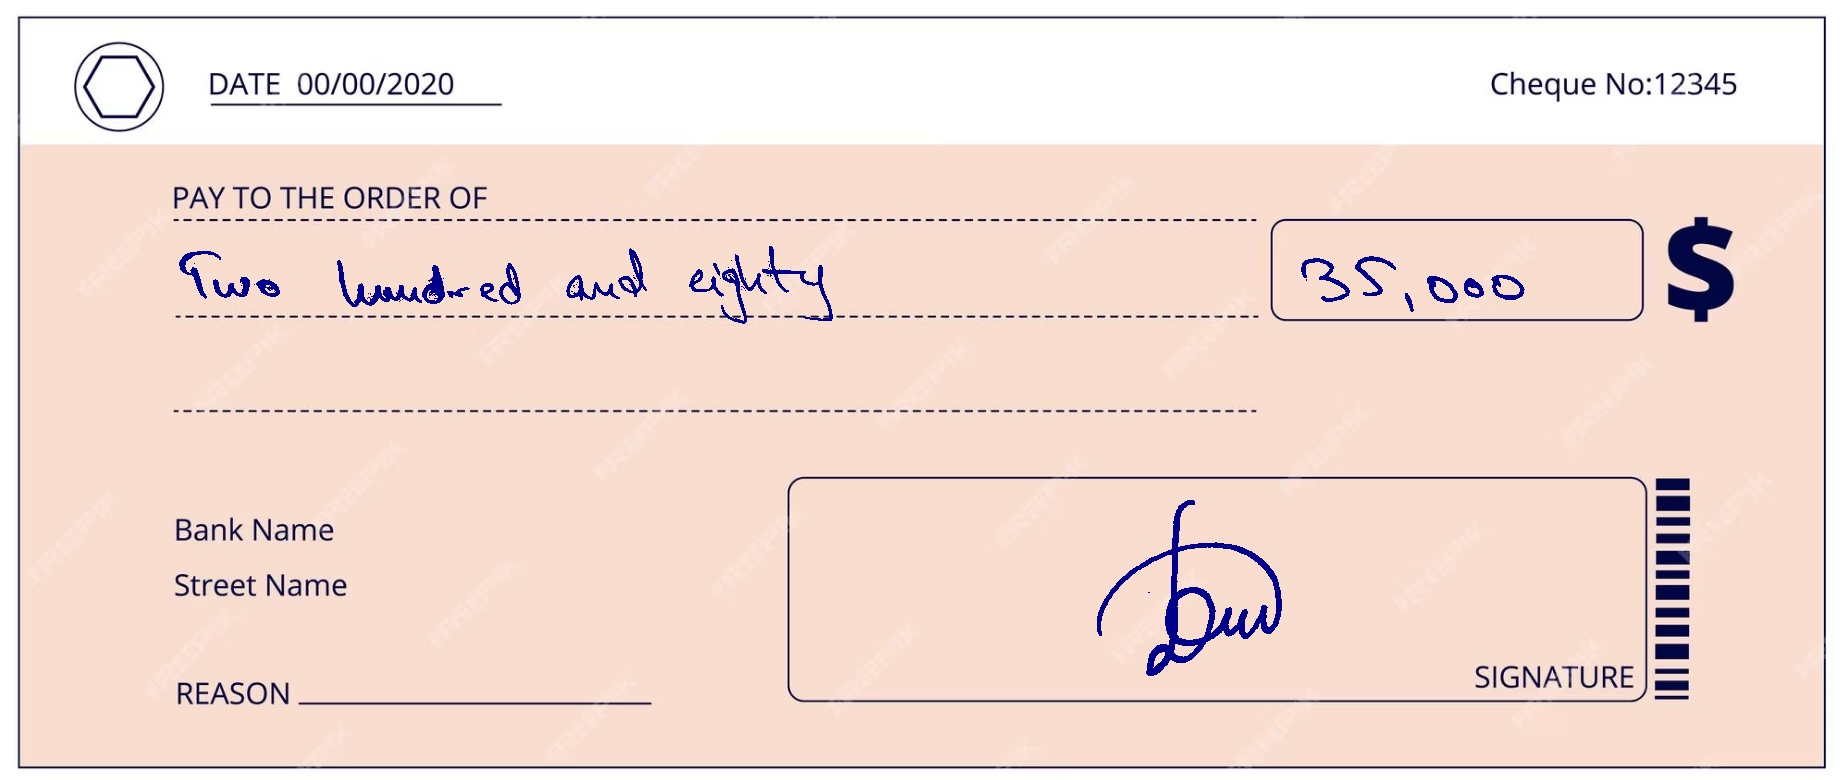 DATE 00/00/2020
Cheque No:12345
PAY TO THE ORDER OF
Two hundred and eighty
35,000
$
Bank Name
Street Name
REASON
SIGNATURE